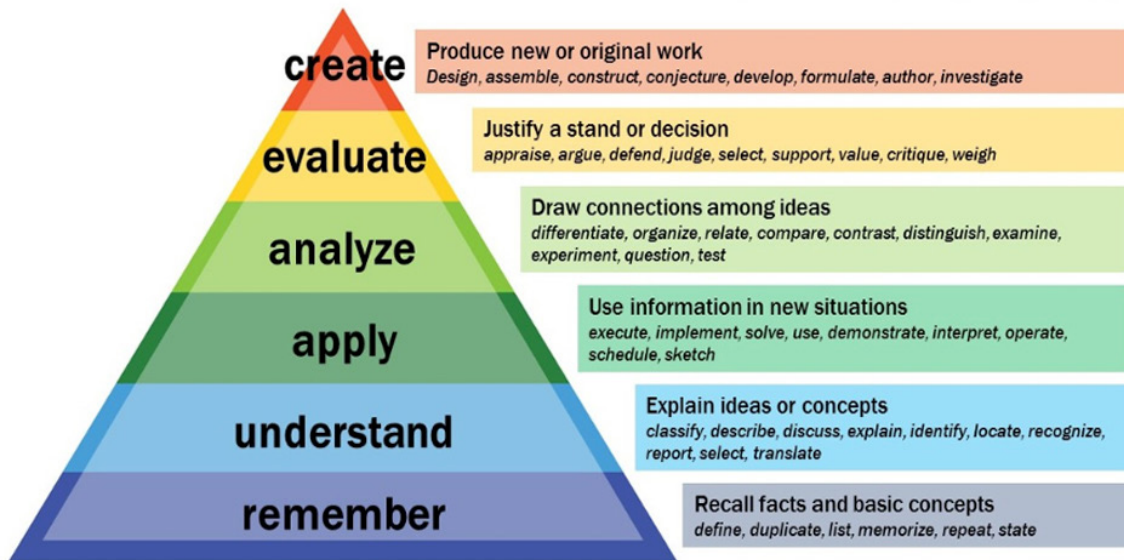 create
Produce new or original work
Design, assemble, construct, conjecture, develop, formulate, author, investigate
evaluate
Justify a stand or decision
appraise, argue, defend, judge, select, support, value, critique, weigh
analyze
Draw connections among ideas
differentiate, organize, relate, compare, contrast, distinguish, examine,
experiment, question, test
apply
Use information in new situations
execute, implement, solve, use, demonstrate, interpret, operate,
schedule, sketch
understand
Explain ideas or concepts
classify, describe, discuss, explain, identify, locate, recognize,
report, select, translate
remember
Recall facts and basic concepts
define, duplicate, list, memorize, repeat, state